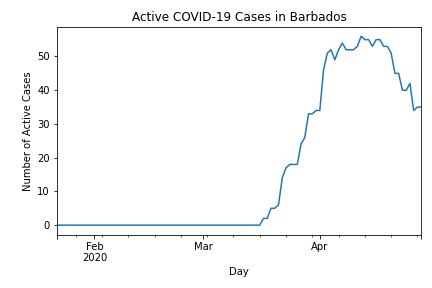 Active COVID-19 Cases in Barbados
Number of Active Cases
50
40
30
20
10
0
Feb
2020
Mar
Apr
Day